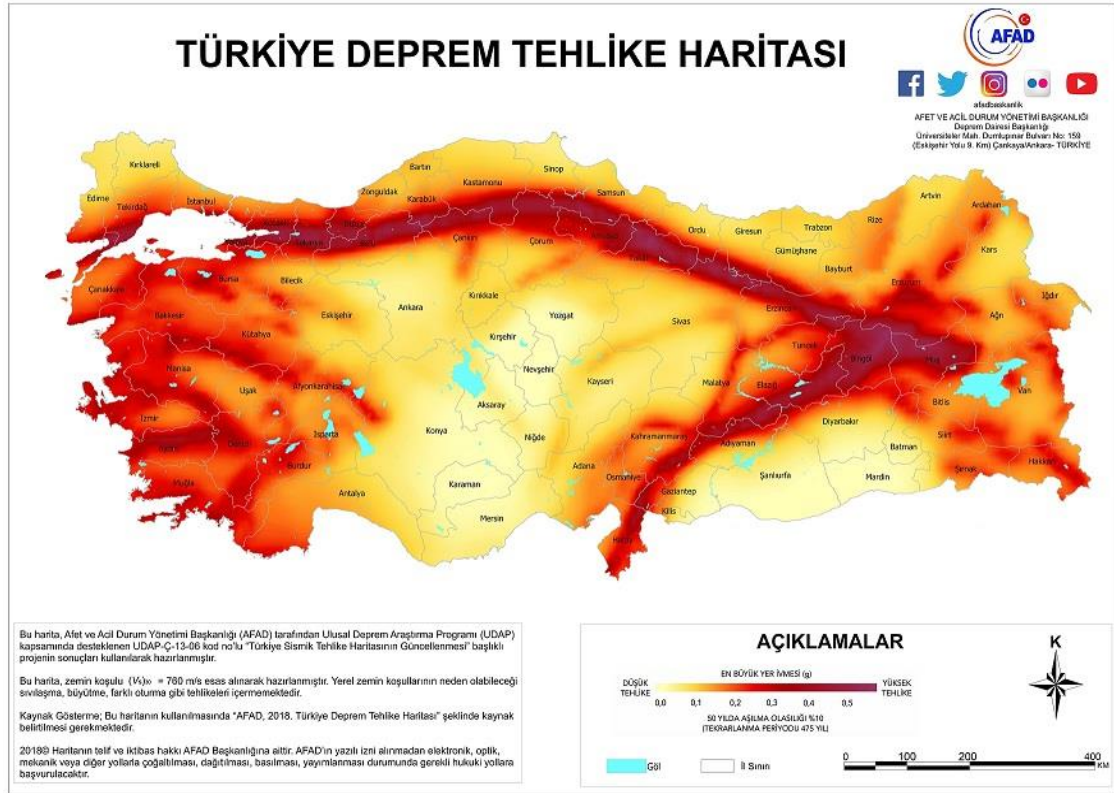 TÜRKİYE DEPREM TEHLİKE HARİTASI
AFAD
afadbaskanlik
AFET VE ACİL DURUM YÖNETİMİ BAŞKANLIĞI
Deprem Dairesi Başkanlığı
Üniversiteler Mah. Dumlupınar Bulvarı No: 159
(Eskişehir Yolu 9. Km) Çankaya/Ankara- TÜRKİYE
Kırklareli
Edirne
Tekirdağ
İstanbul
Bartın
Zonguldak
Karabük
Kastamonu
Sinop
Samsun
Çankırı
Çorum
Ordu
Giresun
Trabzon
Rize
Artvin
Ardahan
Kars
Gümüşhane
Bayburt
Erzurum
Erzincan
Iğdır
Ağrı
Çanakkale
Balıkesir
Bursa
Bilecik
Eskişehir
Kütahya
Ankara
Kırıkkale
Yozgat
Sivas
Kırşehir
Nevşehir
Kayseri
Tunceli
Bingöl
Muş
Manisa
Uşak
Afyonkarahisar
İzmir
Aydın
Denizli
Isparta
Burdur
Muğla
Antalya
Konya
Aksaray
Niğde
Karaman
Mersin
Adana
Osmaniye
Kahramanmaraş
Malatya
Elazığ
Adıyaman
Gaziantep
Kilis
Hatay
Şanlıurfa
Diyarbakır
Batman
Mardin
Siirt
Bitlis
Van
Şırnak
Hakkari
Bu harita, Afet ve Acil Durum Yönetimi Başkanlığı (AFAD) tarafından Ulusal Deprem Araştırma Programı (UDAP)
kapsamında desteklenen UDAP-Ç-13-06 kod no'lu "Türkiye Sismik Tehlike Haritasının Güncellenmesi" başlıklı
projenin sonuçları kullanılarak hazırlanmıştır.
Bu harita, zemin koşulu (Vs)30 = 760 m/s esas alınarak hazırlanmıştır. Yerel zemin koşullarının neden olabileceği
sıvılaşma, büyütme, farklı oturma gibi tehlikeleri içermemektedir.
Kaynak Gösterme; Bu haritanın kullanılmasında "AFAD, 2018. Türkiye Deprem Tehlike Haritası" şeklinde kaynak
belirtilmesi gerekmektedir.
2018© Haritanın telif ve iktibas hakkı AFAD Başkanlığına aittir. AFAD'ın yazılı izni alınmadan elektronik, optik,
mekanik veya diğer yollarla çoğaltılması, dağıtılması, basılması, yayımlanması durumunda gerekli hukuki yollara
başvurulacaktır.
AÇIKLAMALAR
EN BÜYÜK YER İVMESİ (g)
DÜŞÜK TEHLİKE
YÜKSEK TEHLİKE
0,0 0,1 0,2 0,3 0,4 0,5
50 YILDA AŞILMA OLASILIĞI %10
(TEKRARLANMA PERİYODU 475 YIL)
Göl
İl Sınırı
K
0 100 200 400
KM